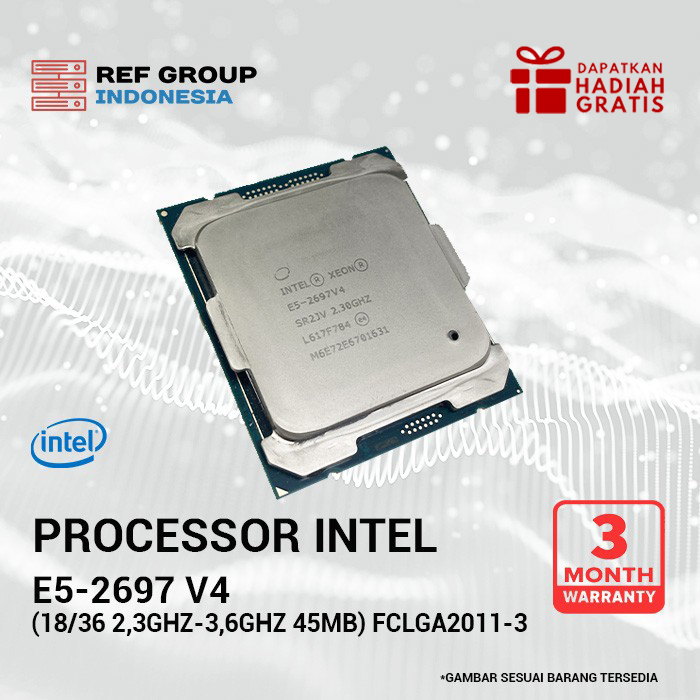 REF GROUP
INDONESIA
DAPATKAN
HADIAH
GRATIS
INTEL® XEON®
E5-2697V4
SR2JV 2.30GHZ
L617F784 e4
M6E72E6701631
intel
PROCESSOR INTEL
E5-2697 V4
(18/36 2,3GHZ-3,6GHZ 45MB) FCLGA2011-3
3
MONTH
WARRANTY
*GAMBAR SESUAI BARANG TERSEDIA